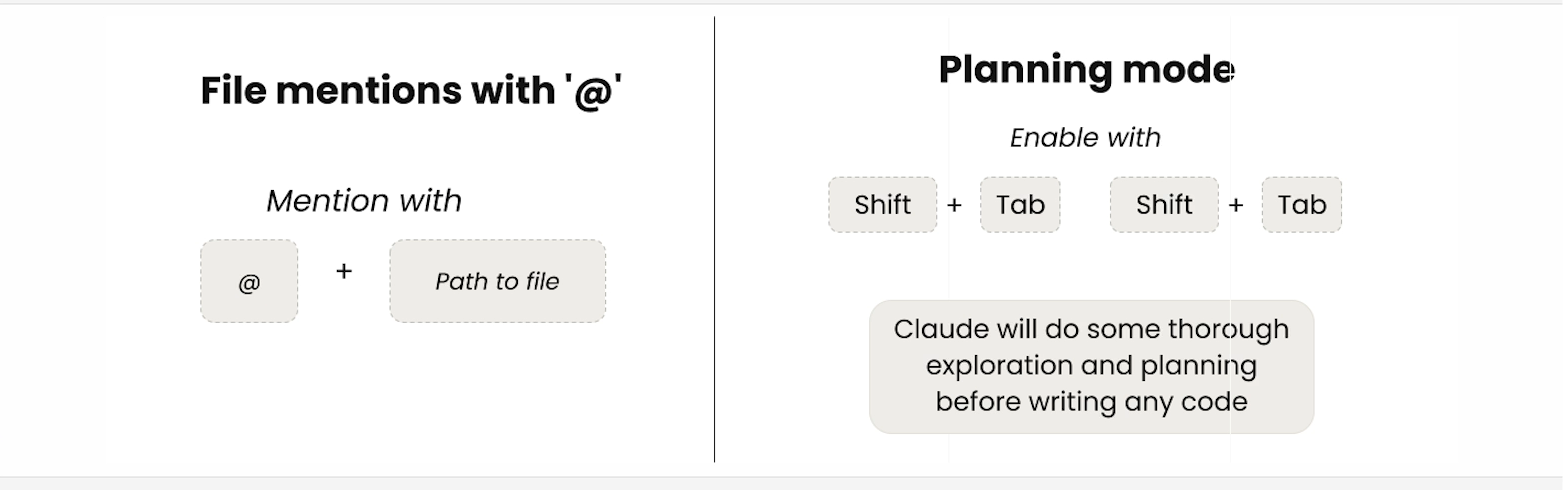 File mentions with '@'
Mention with
@ + Path to file
Planning mode
Enable with
Shift + Tab Shift + Tab
Claude will do some thorough
exploration and planning
before writing any code